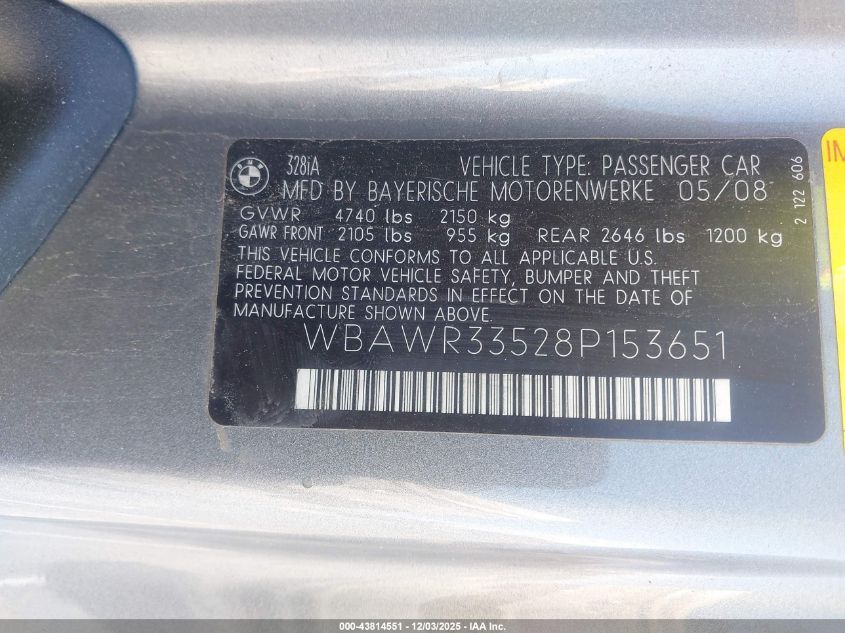 BMW
328iA VEHICLE TYPE: PASSENGER CAR
MFD BY BAYERISCHE MOTORENWERKE 05/08
GVWR 4740 lbs 2150 kg
GAWR FRONT 2105 lbs 955 kg REAR 2646 lbs 1200 kg
THIS VEHICLE CONFORMS TO ALL APPLICABLE U.S.
FEDERAL MOTOR VEHICLE SAFETY, BUMPER AND THEFT
PREVENTION STANDARDS IN EFFECT ON THE DATE OF
MANUFACTURE SHOWN ABOVE.
WBAWR33528P153651
2 122 606
IM
000-43814551 - 12/03/2025 - IAA Inc.